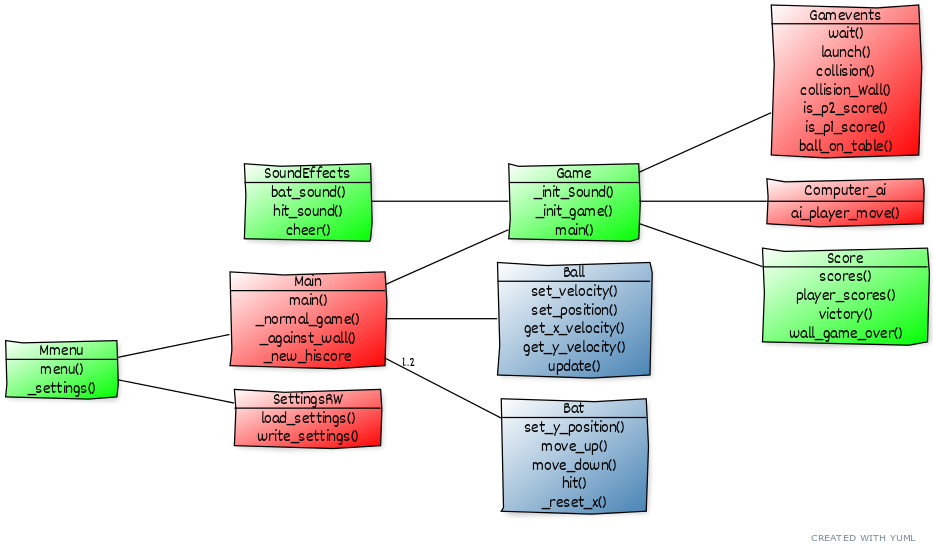 Gamevents
wait()
launch()
collision()
collision_Wall()
is_p2_score()
is_p1_score()
ball_on_table()
SoundEffects
bat_sound()
hit_sound()
cheer()
Game
_init_Sound()
_init_game()
main()
Computer_ai
ai_player_move()
Score
scores()
player_scores()
victory()
wall_game_over()
Main
main()
_normal_game()
_against_wall()
_new_hiscore
Ball
set_velocity()
set_position()
get_x_velocity()
get_y_velocity()
update()
Mmenu
menu()
_settings()
1.2
SettingsRW
load_settings()
write_settings()
Bat
set_y_position()
move_up()
move_down()
hit()
_reset_x()
CREATED WITH YUML